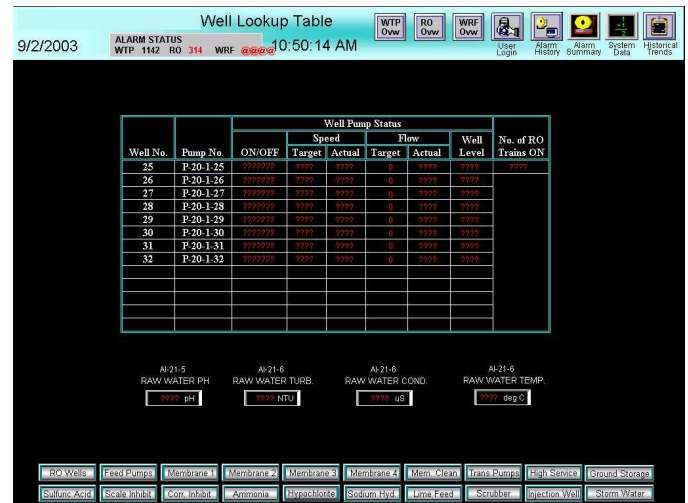 Well Lookup Table
9/2/2003
ALARM STATUS
WTP 1142 RO 314 WRF @@@@
10:50:14 AM
WTP Ovw
RO Ovw
WRF Ovw
User Login
Alarm History
Alarm Summary
System Data
Historical Trends
Well Pump Status
Speed Flow Well No. of RO
Well No. Pump No ON/OFF Target Actual Target Actual Level Trains ON
25 P-20-1-25 ??????? ???? ???? 0 ???? ???? ????
26 P-20-1-26 ??????? ???? ???? 0 ???? ????
27 P-20-1-27 ??????? ???? ???? 0 ???? ????
28 P-20-1-28 ??????? ???? ???? 0 ???? ????
29 P-20-1-29 ??????? ???? ???? 0 ???? ????
30 P-20-1-30 ??????? ???? ???? 0 ???? ????
31 P-20-1-31 ??????? ???? ???? 0 ???? ????
32 P-20-1-32 ??????? ???? ???? 0 ???? ????
AI-21-5 AI-21-6 AI-21-6 AI-21-6
RAW WATER PH RAW WATER TURB. RAW WATER COND. RAW WATER TEMP.
???? pH ???? NTU ???? uS ???? deg C
RO Wells Feed Pumps Membrane 1 Membrane 2 Membrane 3 Membrane 4 Mem. Clean Trans.Pumps High Service Ground Storage
Sulfuric Acid Scale Inhibit Corr. Inhibit Ammonia Hypochlorite Sodium Hyd. Lime Feed Scrubber Injection Well Storm Water